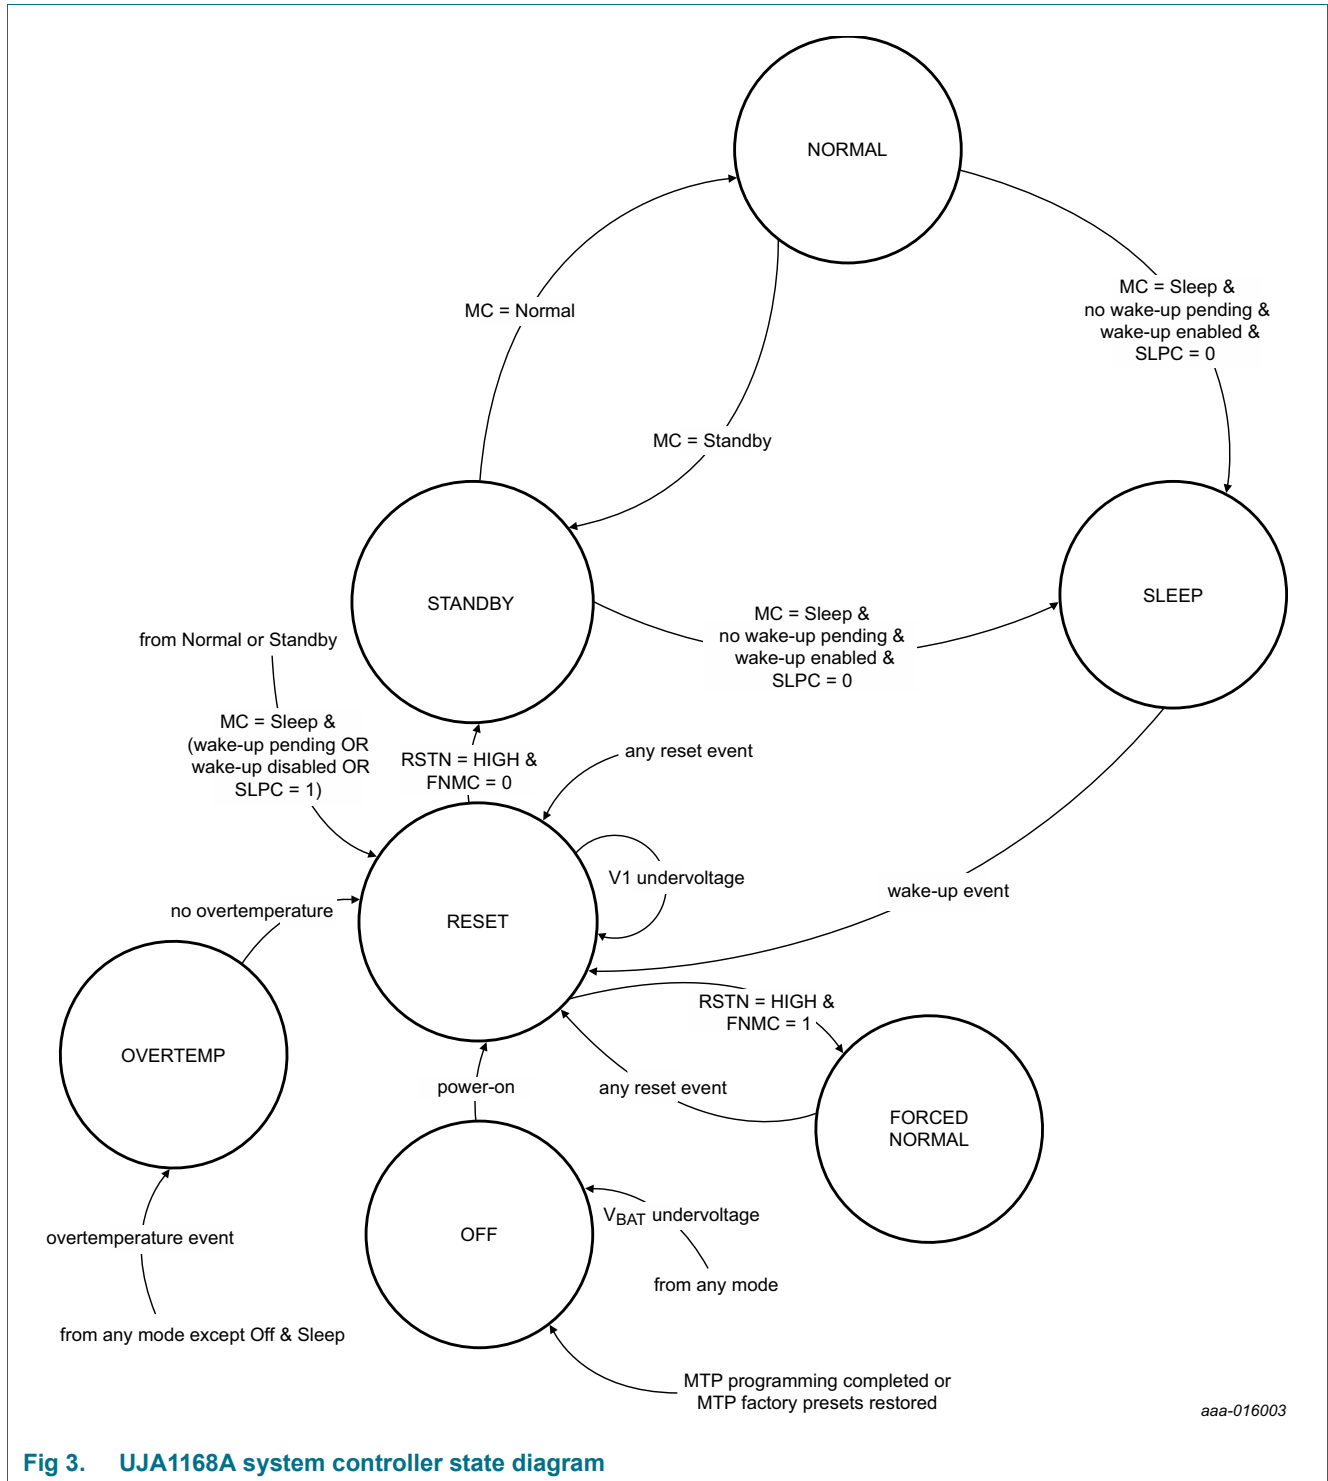 NORMAL
MC = Sleep &
no wake-up pending &
wake-up enabled &
SLPC = 0
MC = Normal
MC = Standby
STANDBY
SLEEP
MC = Sleep &
no wake-up pending &
wake-up enabled &
SLPC = 0
from Normal or Standby
MC = Sleep &
(wake-up pending OR
wake-up disabled OR
SLPC = 1)
RSTN = HIGH &
FNMC = 0
any reset event
V1 undervoltage
wake-up event
no overtemperature
RESET
RSTN = HIGH &
FNMC = 1
OVERTEMP
power-on
any reset event
FORCED
NORMAL
OFF
VBAT undervoltage
from any mode
overtemperature event
from any mode except Off & Sleep
MTP programming completed or
MTP factory presets restored
aaa-016003
Fig 3. UJA1168A system controller state diagram